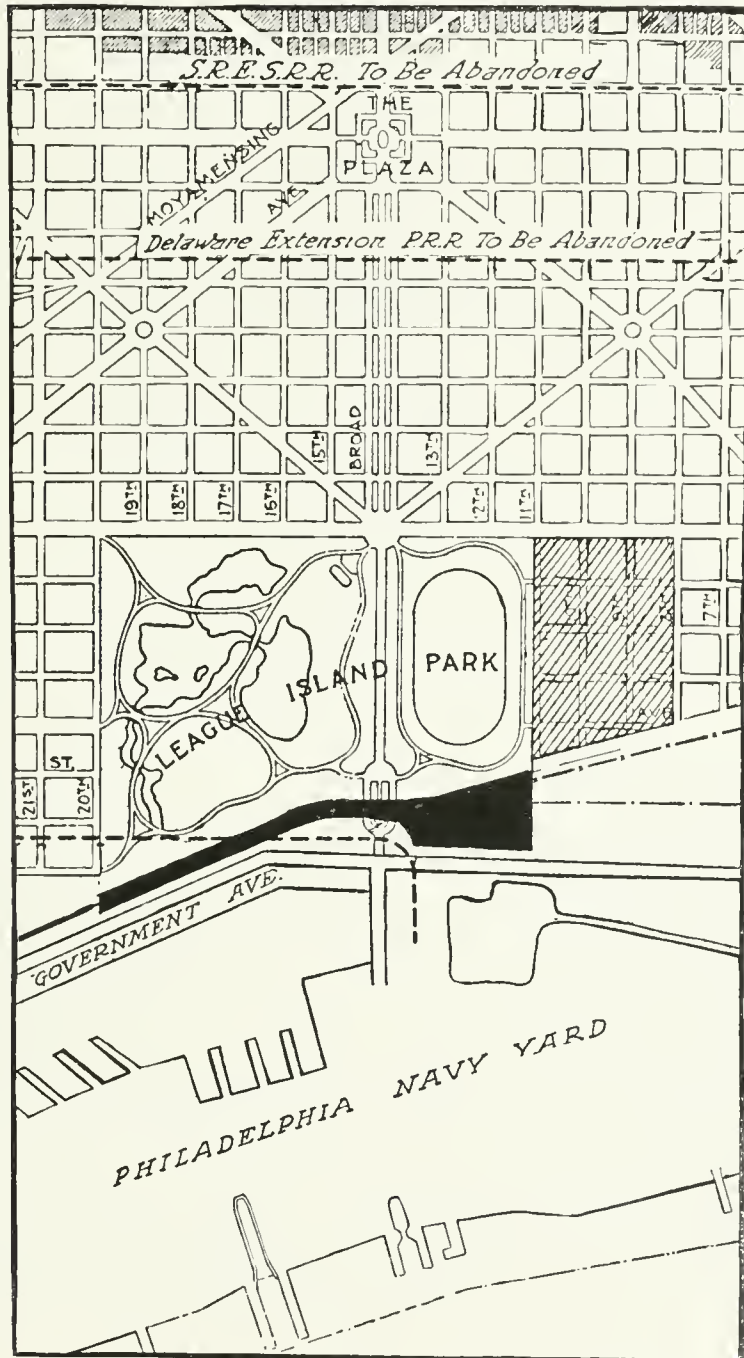 S.R.E.S.R.R. To Be Abandoned
THE
PLAZA
MOYAMENSING
AVE.
Delaware Extension P.R.R. To Be Abandoned
15TH
BROAD
13TH
19TH
18TH
17TH
16TH
12TH
11TH
7TH
LEAGUE ISLAND PARK
AVE.
ST.
21ST
20TH
GOVERNMENT AVE.
PHILADELPHIA NAVY YARD